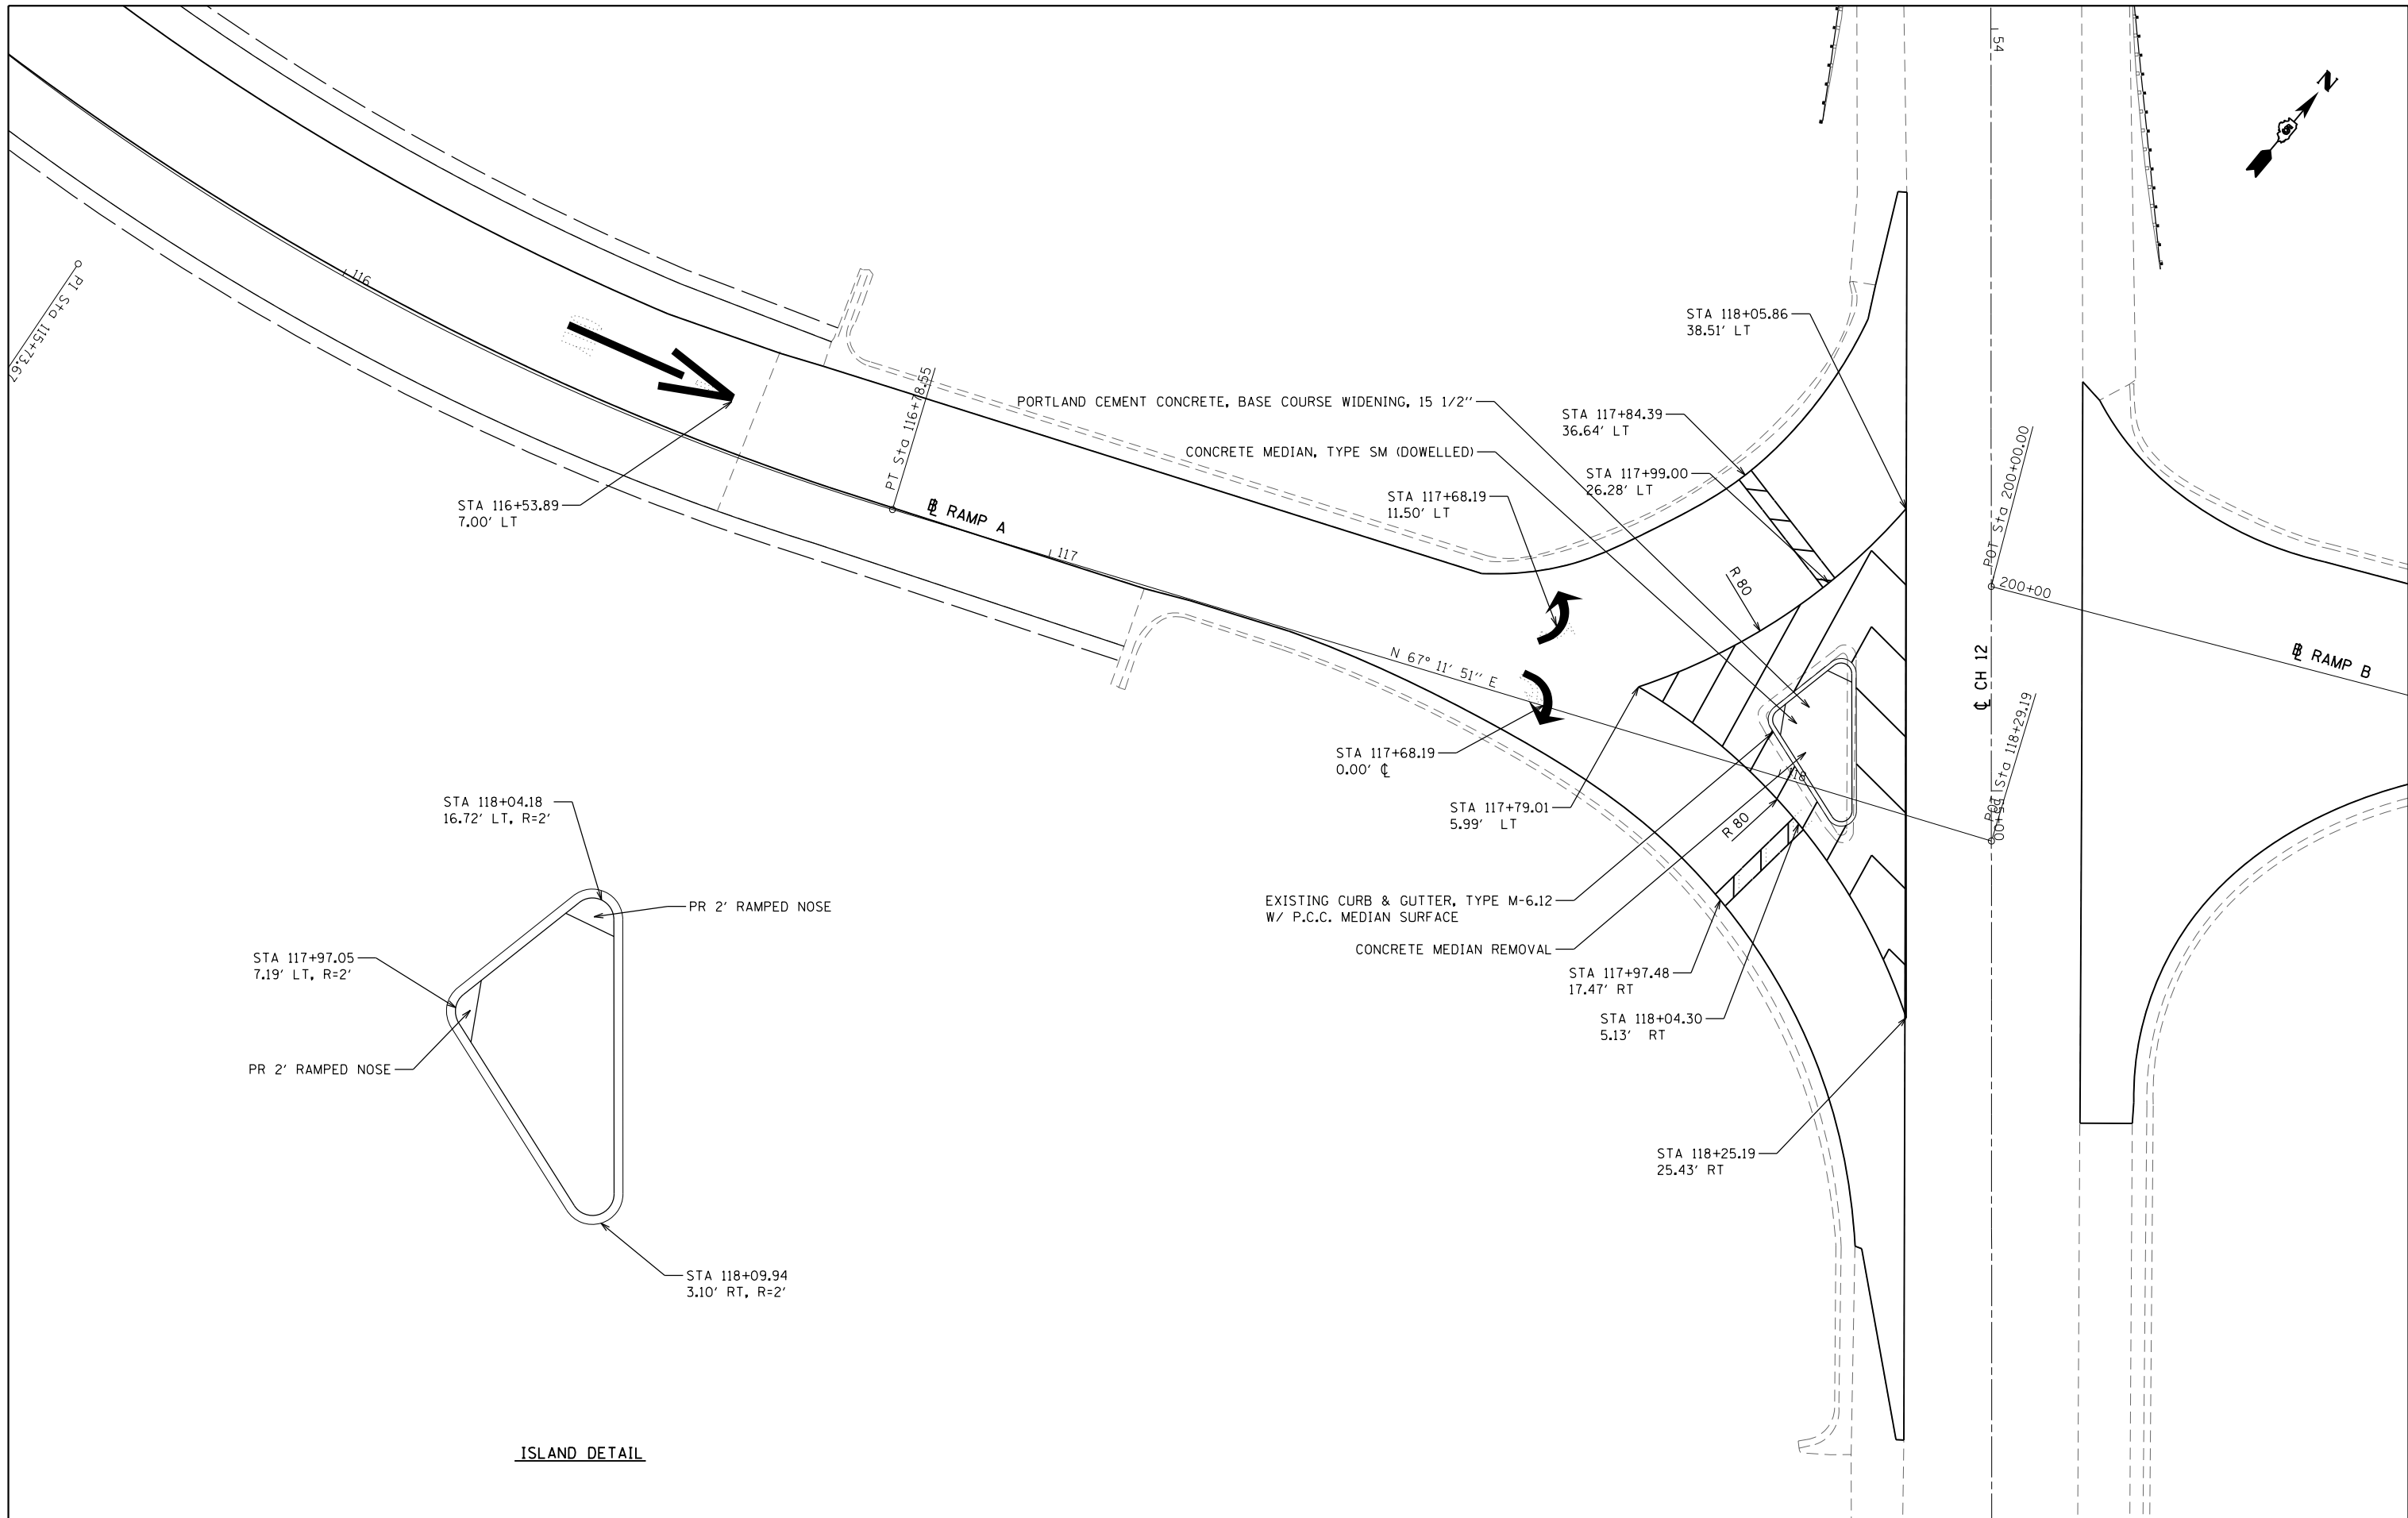 54
N
116
PI Sta 115+73.67
STA 118+05.86
38.51' LT
PT Sta 116+78.55
PORTLAND CEMENT CONCRETE, BASE COURSE WIDENING, 15 1/2"
STA 117+84.39
36.64' LT
CONCRETE MEDIAN, TYPE SM (DOWELLED)
STA 117+99.00
26.28' LT
STA 117+68.19
11.50' LT
STA 116+53.89
7.00' LT
℄ RAMP A
117
POT Sta 200+00.00
200+00
R 80
N 67° 11' 51" E
℄ CH 12
℄ RAMP B
POT Sta 118+29.19
STA 117+68.19
0.00' ℄
118
55+00
STA 117+79.01
5.99' LT
R 80
STA 118+04.18
16.72' LT, R=2'
PR 2' RAMPED NOSE
EXISTING CURB & GUTTER, TYPE M-6.12
W/ P.C.C. MEDIAN SURFACE
CONCRETE MEDIAN REMOVAL
STA 117+97.05
7.19' LT, R=2'
STA 117+97.48
17.47' RT
STA 118+04.30
5.13' RT
PR 2' RAMPED NOSE
STA 118+25.19
25.43' RT
STA 118+09.94
3.10' RT, R=2'
ISLAND DETAIL